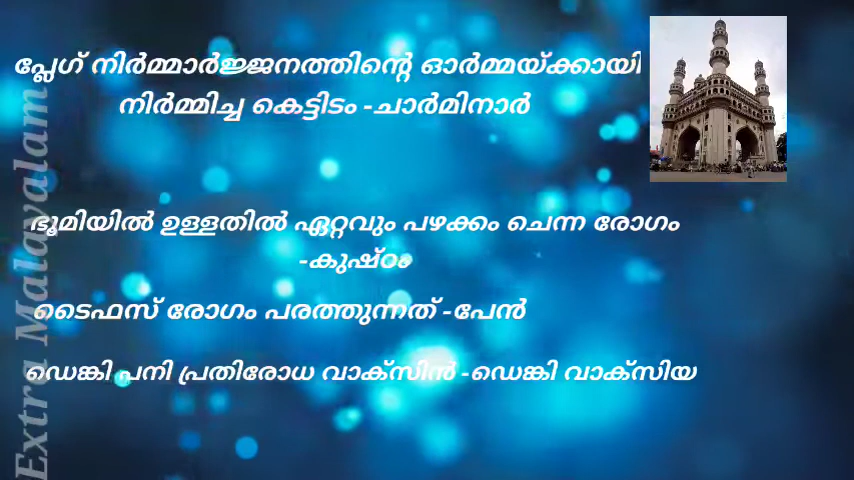 പ്ലേഗ് നിർമ്മാർജ്ജനത്തിന്റെ ഓർമ്മയ്ക്കായി
നിർമ്മിച്ച കെട്ടിടം -ചാർമിനാർ
ഭൂമിയിൽ ഉള്ളതിൽ ഏറ്റവും പഴക്കം ചെന്ന രോഗം
-കുഷ്ഠം
ടൈഫസ് രോഗം പരത്തുന്നത് -പേൻ
ഡെങ്കി പനി പ്രതിരോധ വാക്സിൻ -ഡെങ്കി വാക്സിയ
Extra Malayalam